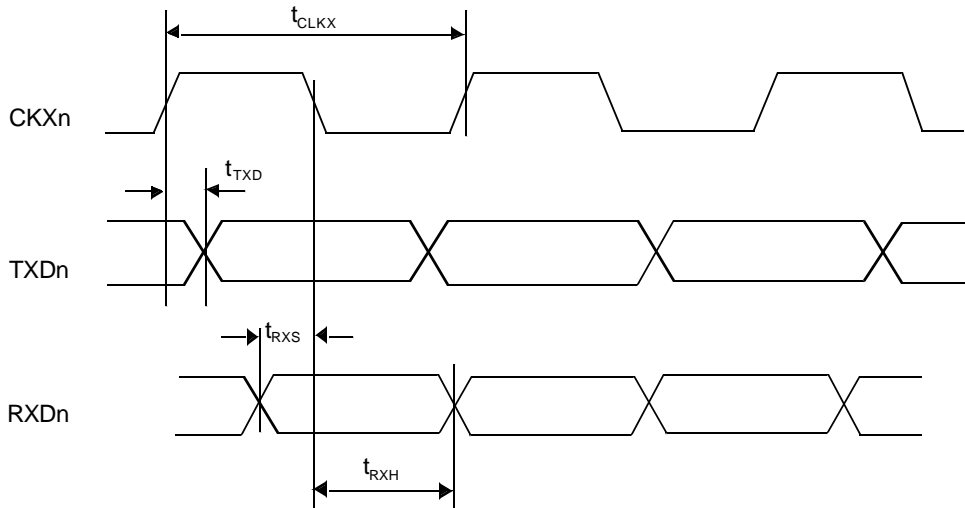 tCLKX
CKXn
tTXD
TXDn
tRXS
RXDn
tRXH